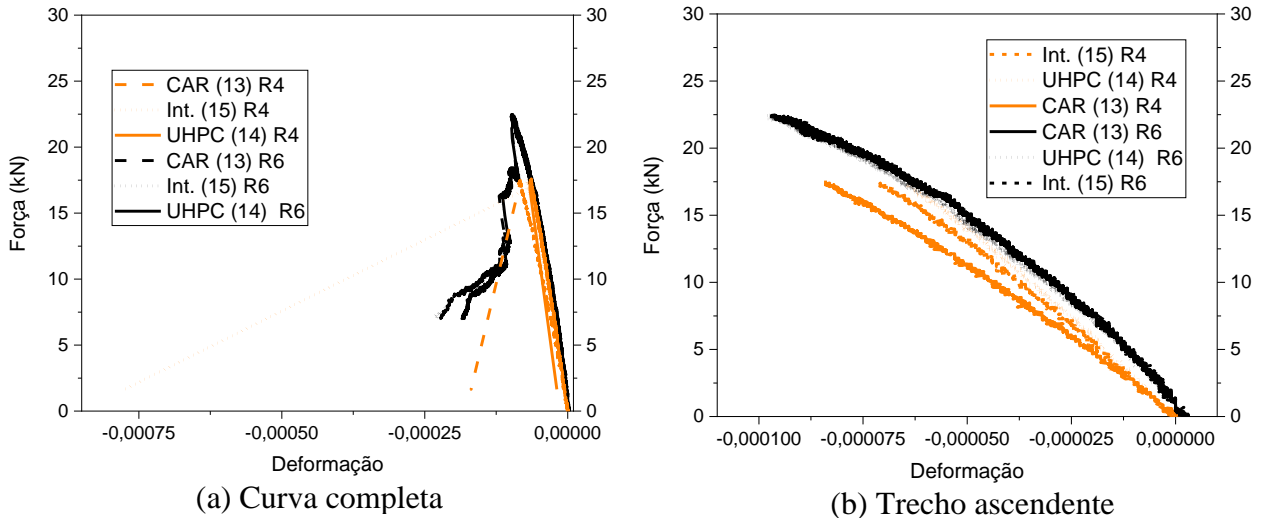 30
25
20
15
10
5
0
Força (kN)
CAR (13) R4
Int. (15) R4
UHPC (14) R4
CAR (13) R6
Int. (15) R6
UHPC (14) R6
30
25
20
15
10
5
0
-0,00075
-0,00050
-0,00025
0,00000
Deformação
(a) Curva completa
30
25
20
15
10
5
0
Força (kN)
Int. (15) R4
UHPC (14) R4
CAR (13) R4
CAR (13) R6
UHPC (14) R6
Int. (15) R6
30
25
20
15
10
5
0
-0,000100
-0,000075
-0,000050
-0,000025
0,000000
Deformação
(b) Trecho ascendente